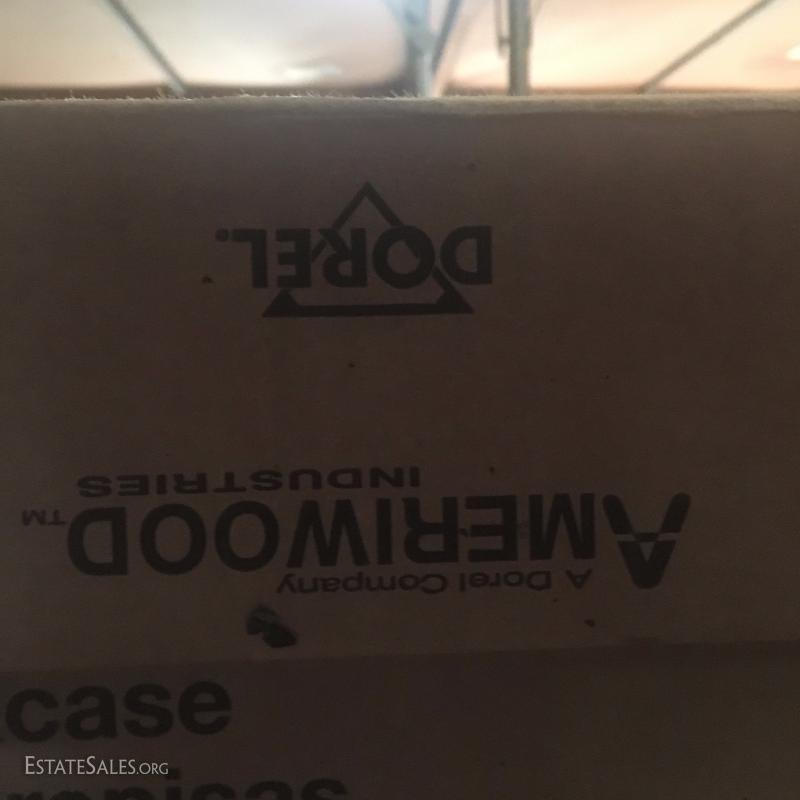 DOREL.
INDUSTRIES
AMERIWOOD™
A Dorel Company
case
EstateSales.org